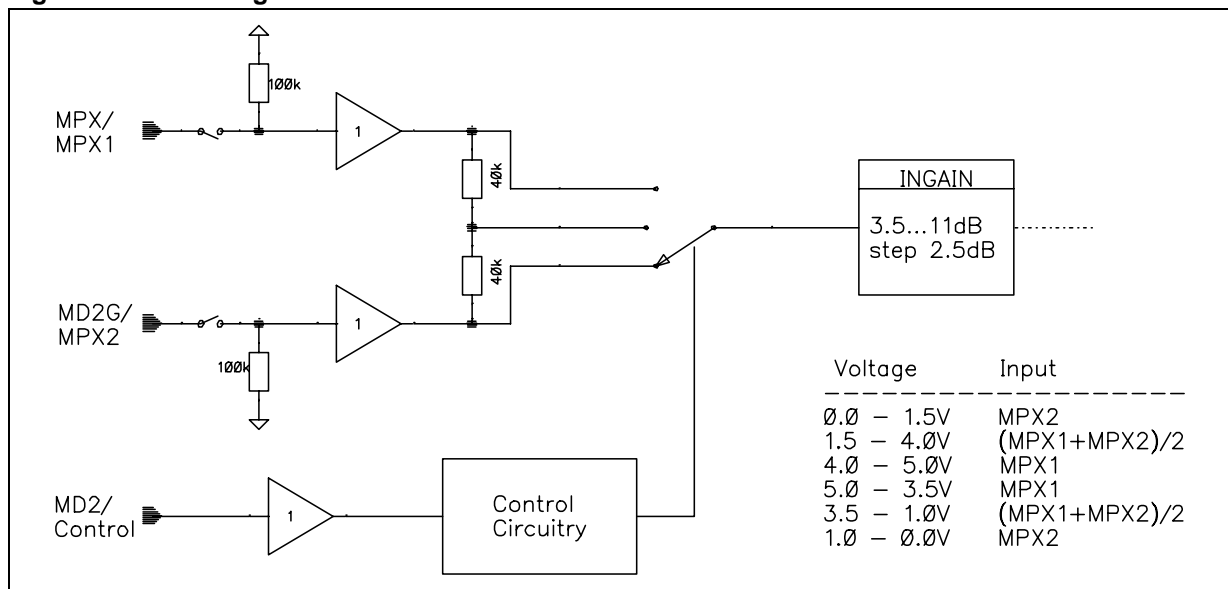 100k
MPX/
MPX1
1
40k
INGAIN
3.5...11dB
step 2.5dB
40k
MD2G/
MPX2
1
100k
Voltage Input
0.0 – 1.5V MPX2
1.5 – 4.0V (MPX1+MPX2)/2
4.0 – 5.0V MPX1
5.0 – 3.5V MPX1
3.5 – 1.0V (MPX1+MPX2)/2
1.0 – 0.0V MPX2
MD2/
Control
1
Control
Circuitry